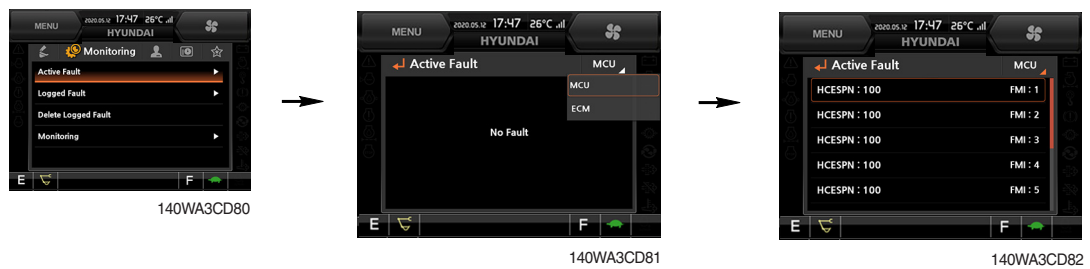 MENU
2020.05.12 17:47 26°C
HYUNDAI
Monitoring
Active Fault
Logged Fault
Delete Logged Fault
Monitoring
E
F
140WA3CD80
MENU
2020.05.12 17:47 26°C
HYUNDAI
Active Fault MCU
MCU
ECM
No Fault
E
F
140WA3CD81
MENU
2020.05.12 17:47 26°C
HYUNDAI
Active Fault MCU
HCESPN : 100 FMI : 1
HCESPN : 100 FMI : 2
HCESPN : 100 FMI : 3
HCESPN : 100 FMI : 4
HCESPN : 100 FMI : 5
E
F
140WA3CD82